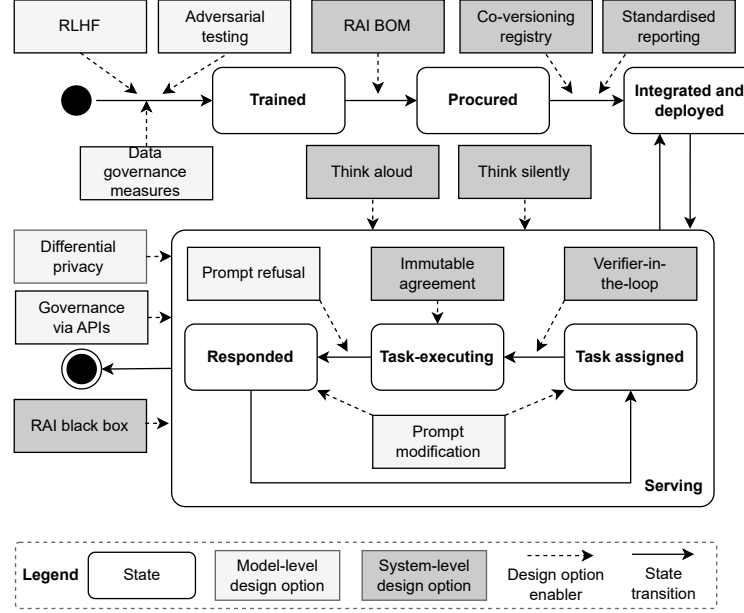 RLHF
Adversarial
testing
RAI BOM
Co-versioning
registry
Standardised
reporting
Trained
Procured
Integrated and
deployed
Data
governance
measures
Think aloud
Think silently
Differential
privacy
Prompt refusal
Immutable
agreement
Verifier-in-
the-loop
Governance
via APIs
Responded
Task-executing
Task assigned
RAI black box
Prompt
modification
Serving
Legend
State
Model-level
design option
System-level
design option
Design option
enabler
State
transition